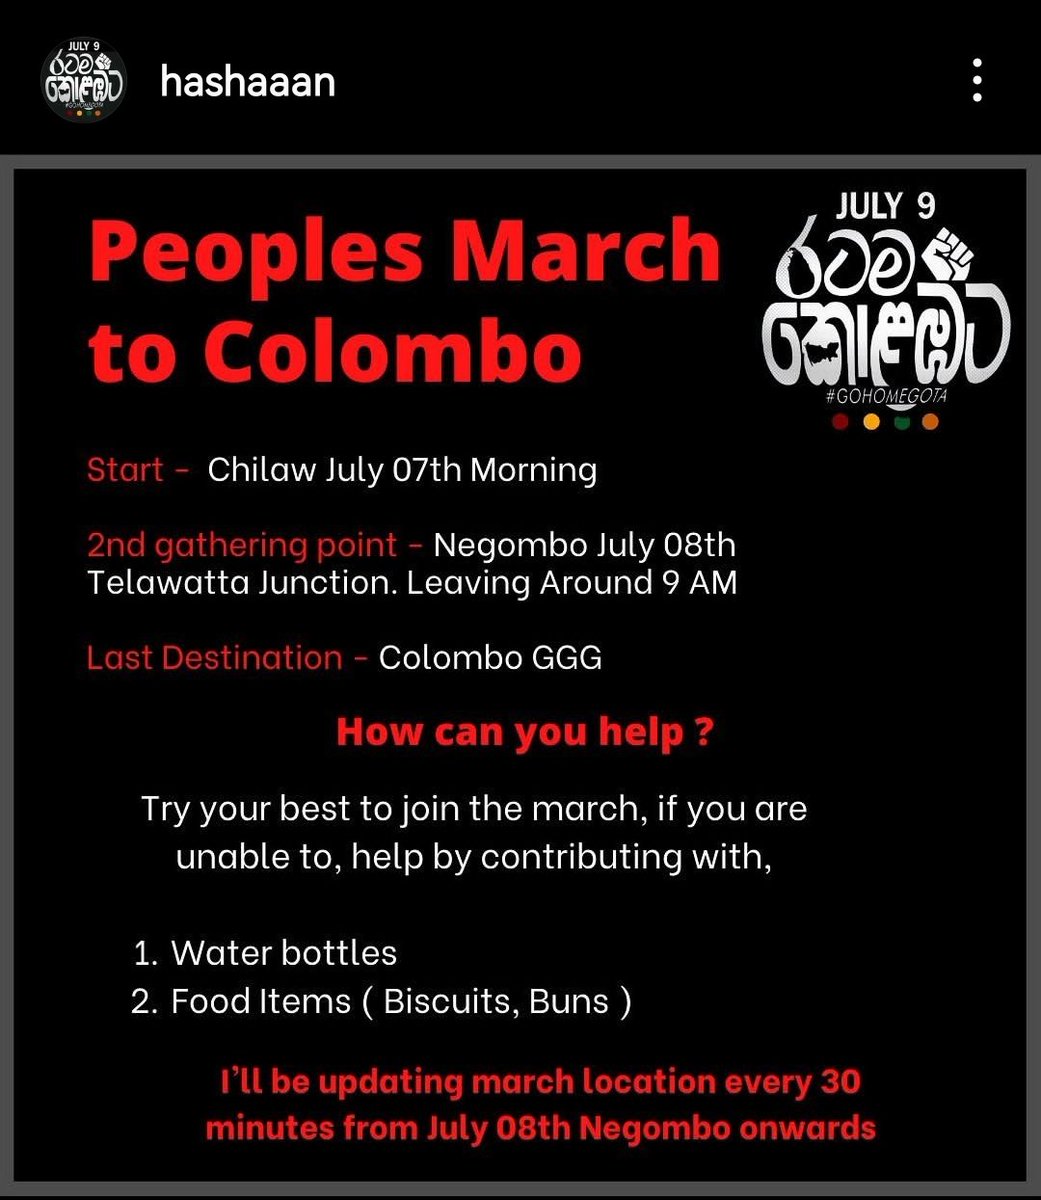 JULY 9
රටම
කොළඹට
#GOHOMEGOTA
hashaaan
Peoples March
to Colombo
JULY 9
රටම
කොළඹට
#GOHOMEGOTA
Start - Chilaw July 07th Morning
2nd gathering point - Negombo July 08th
Telawatta Junction. Leaving Around 9 AM
Last Destination - Colombo GGG
How can you help ?
Try your best to join the march, if you are
unable to, help by contributing with,
1. Water bottles
2. Food Items ( Biscuits, Buns )
I'll be updating march location every 30
minutes from July 08th Negombo onwards